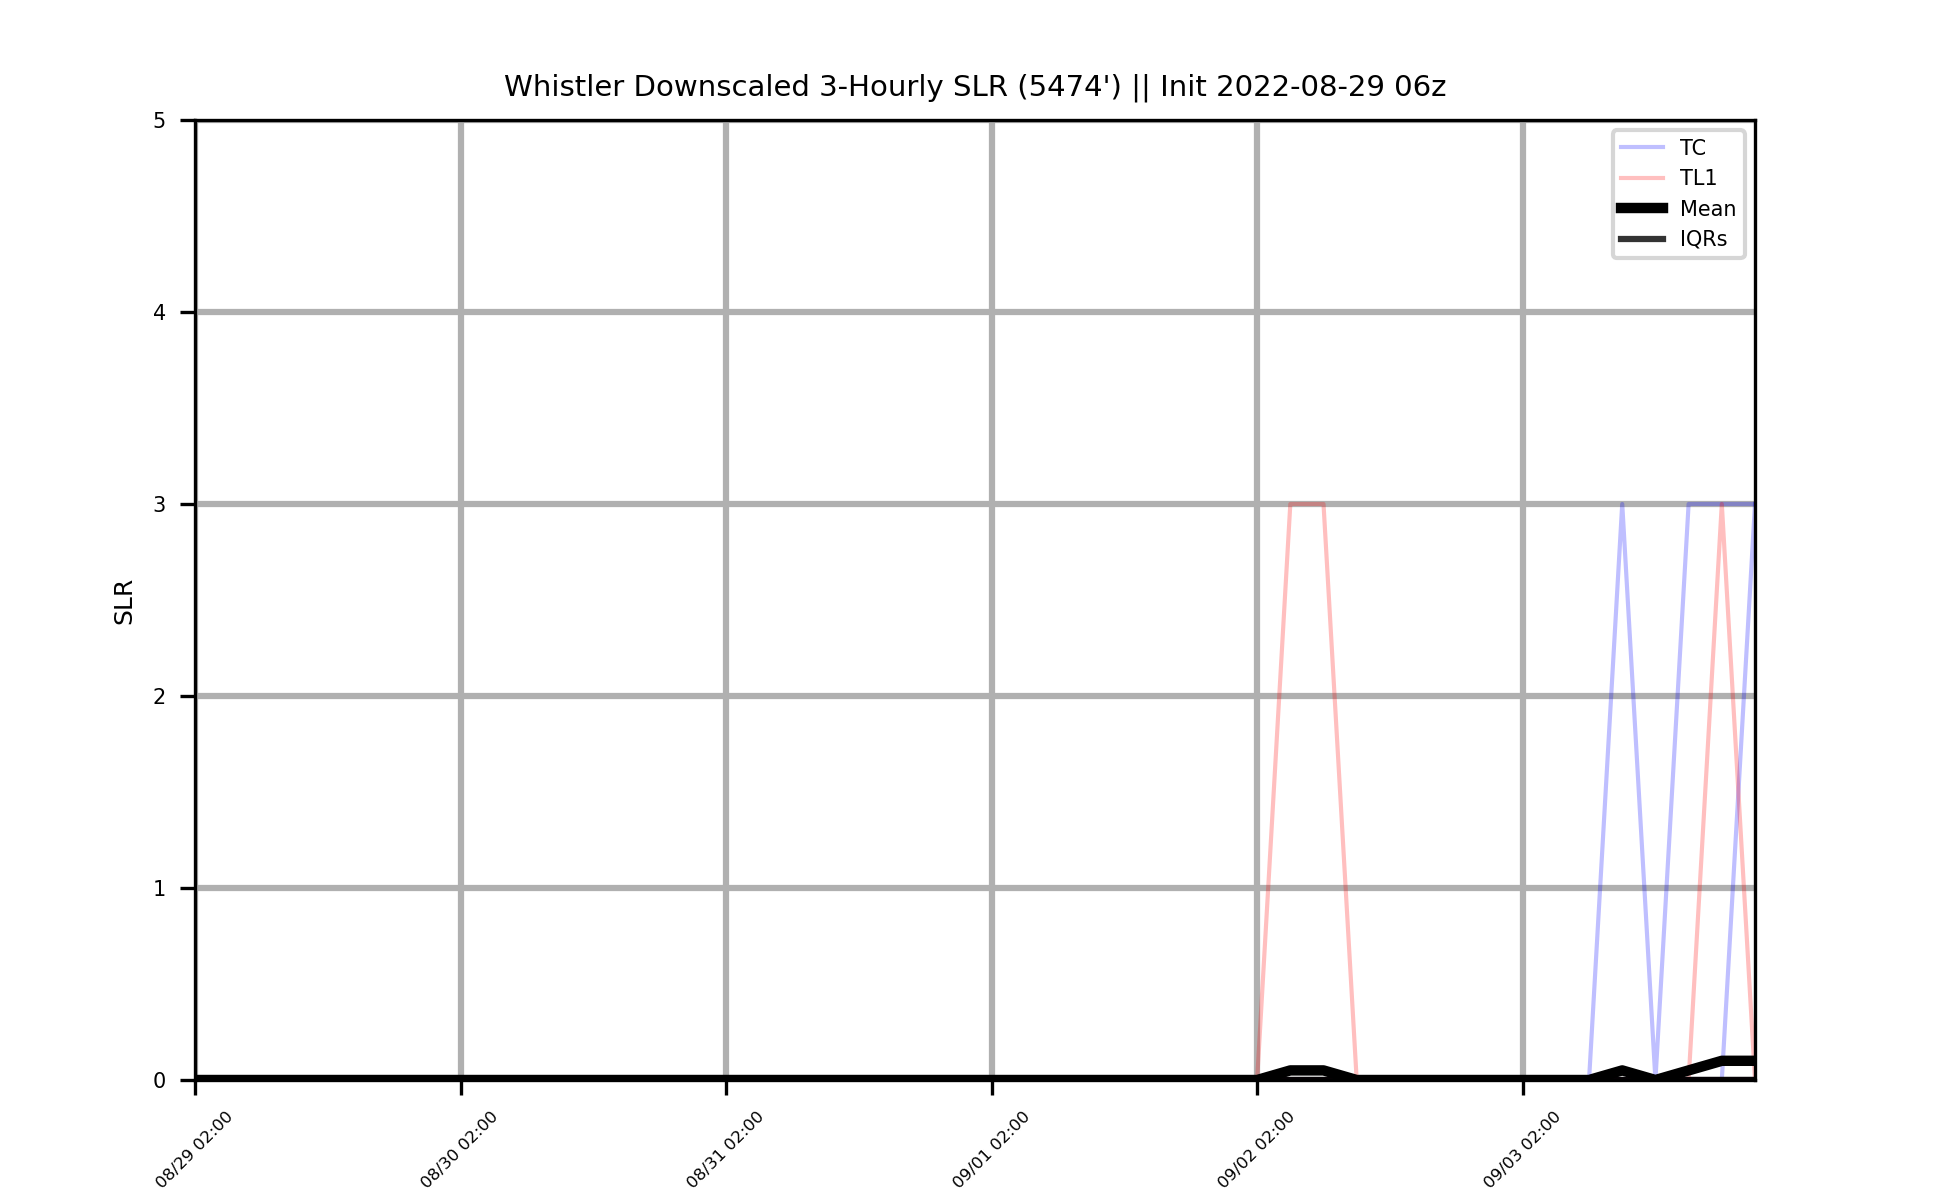 Whistler Downscaled 3-Hourly SLR (5474') || Init 2022-08-29 06z
5
4
3
2
1
0
SLR
TC
TL1
Mean
IQRs
08/29 02:00
08/30 02:00
08/31 02:00
09/01 02:00
09/02 02:00
09/03 02:00